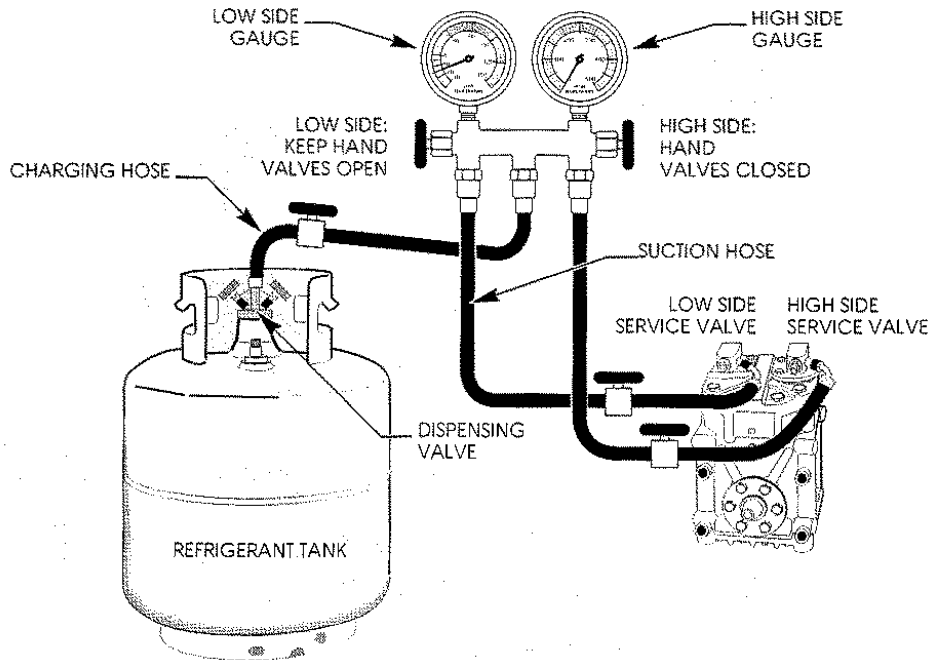 LOW SIDE
GAUGE
HIGH SIDE
GAUGE
LOW SIDE:
KEEP HAND
VALVES OPEN
HIGH SIDE:
HAND
VALVES CLOSED
CHARGING HOSE
SUCTION HOSE
LOW SIDE
SERVICE VALVE
HIGH SIDE
SERVICE VALVE
DISPENSING
VALVE
REFRIGERANT TANK